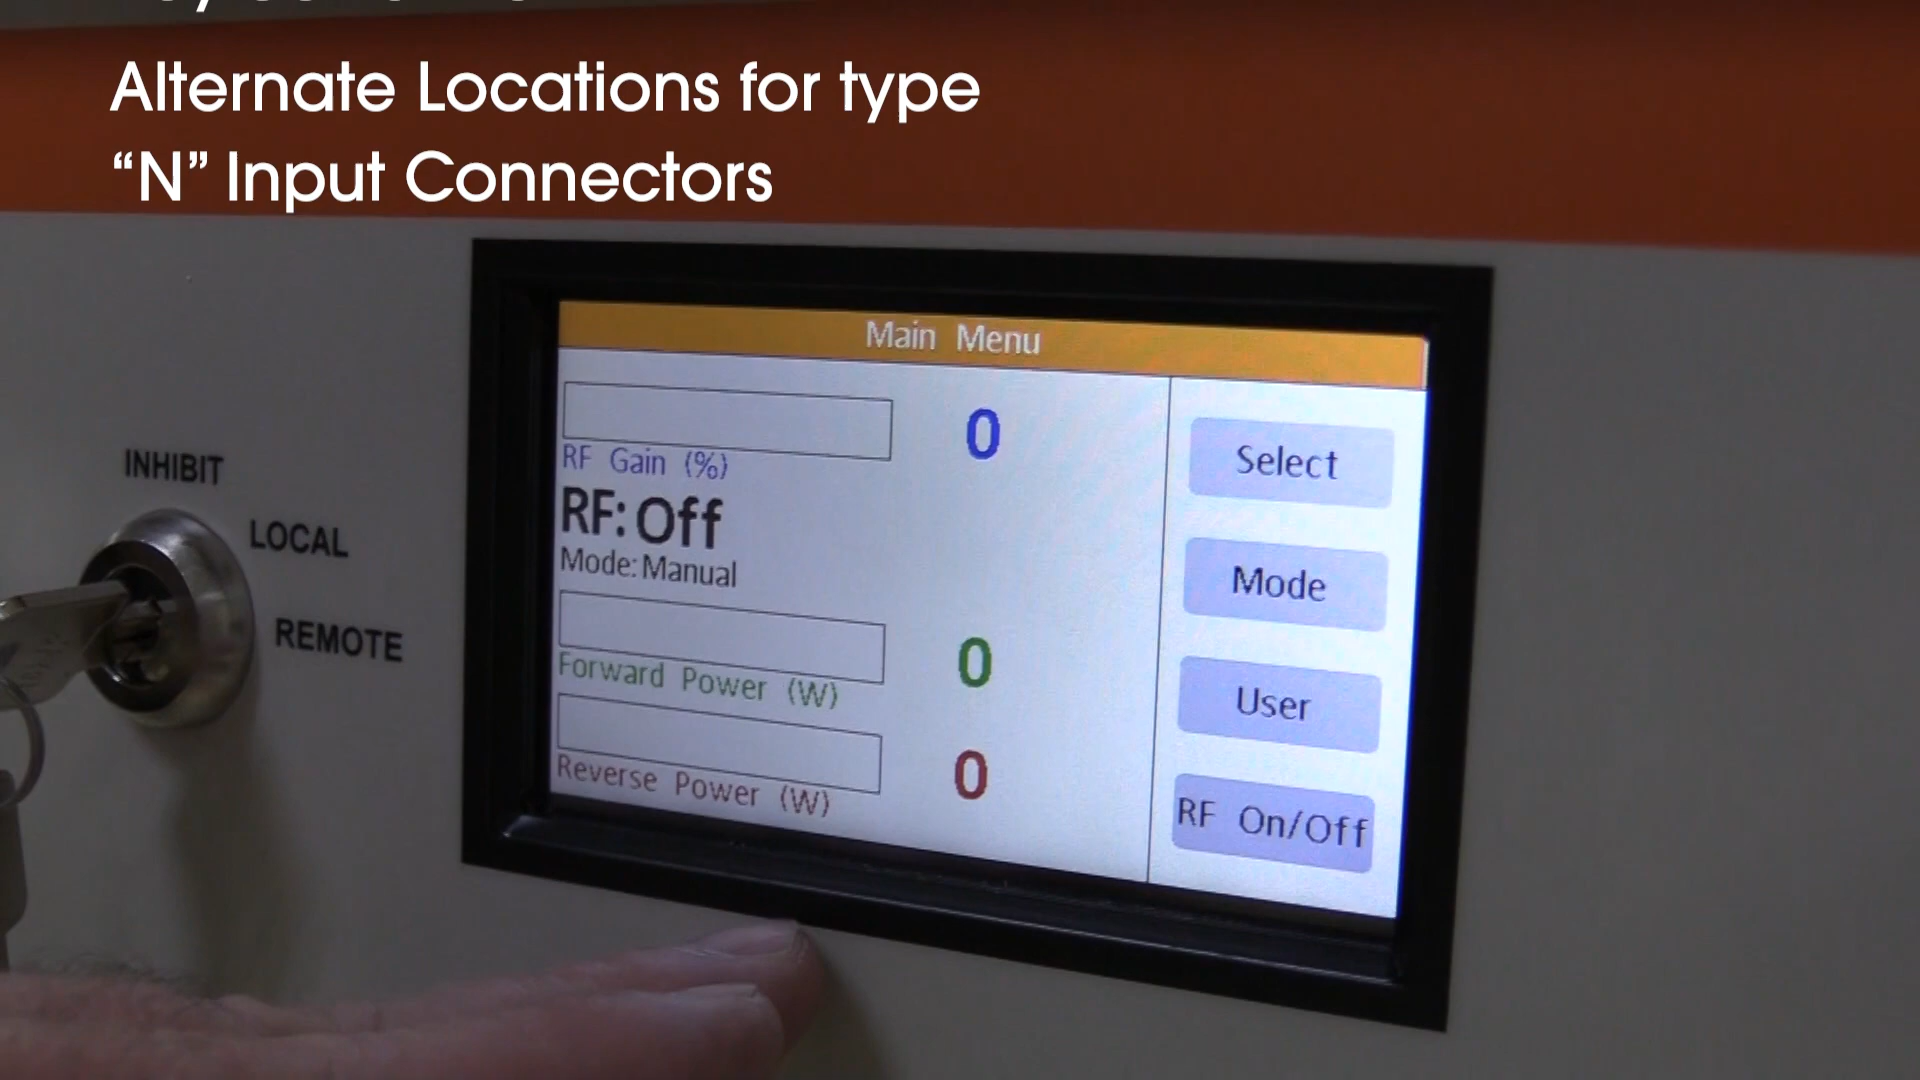 Alternate Locations for type
“N” Input Connectors
Main Menu
0
RF Gain (%)
RF: Off
Mode: Manual
0
Forward Power (W)
0
Reverse Power (W)
Select
Mode
User
RF On/Off
INHIBIT
LOCAL
REMOTE